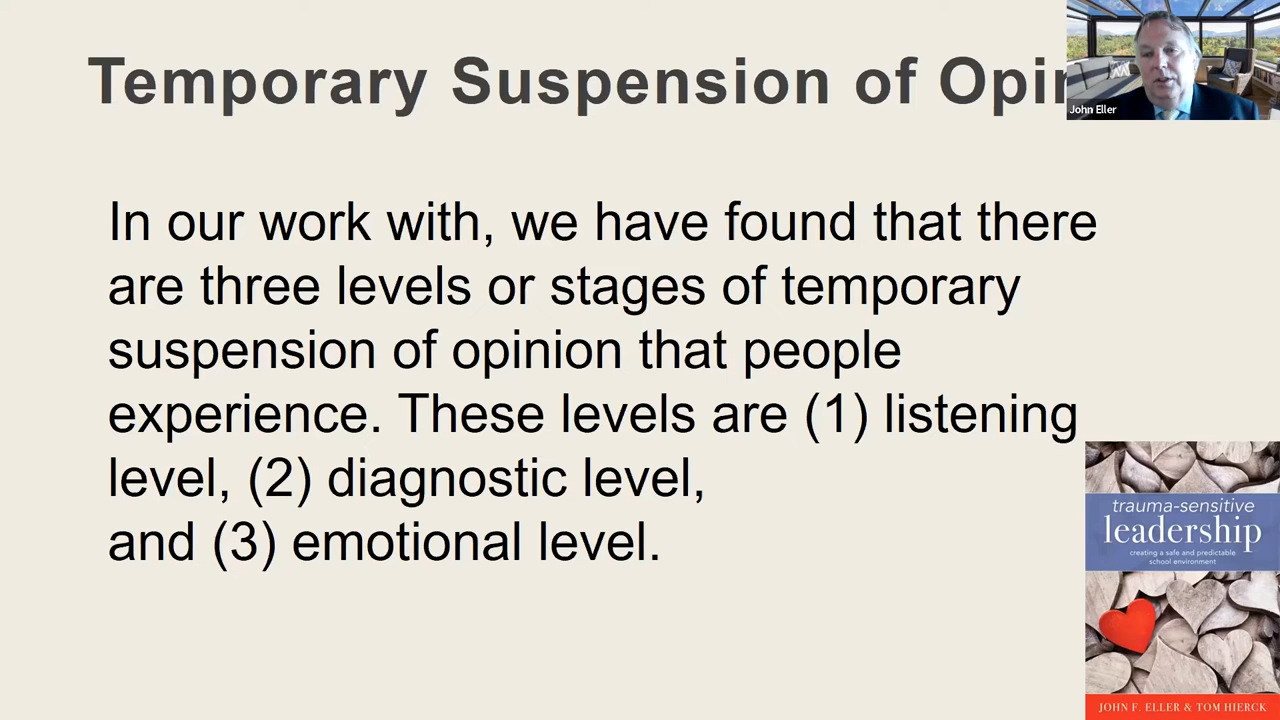 Temporary Suspension of
John Eller
In our work with, we have found that there
are three levels or stages of temporary
suspension of opinion that people
experience. These levels are (1) listening
level, (2) diagnostic level,
and (3) emotional level.
trauma-sensitive
leadership
creating a safe and predictable
school environment
JOHN F. ELLER & TOM HIERCK